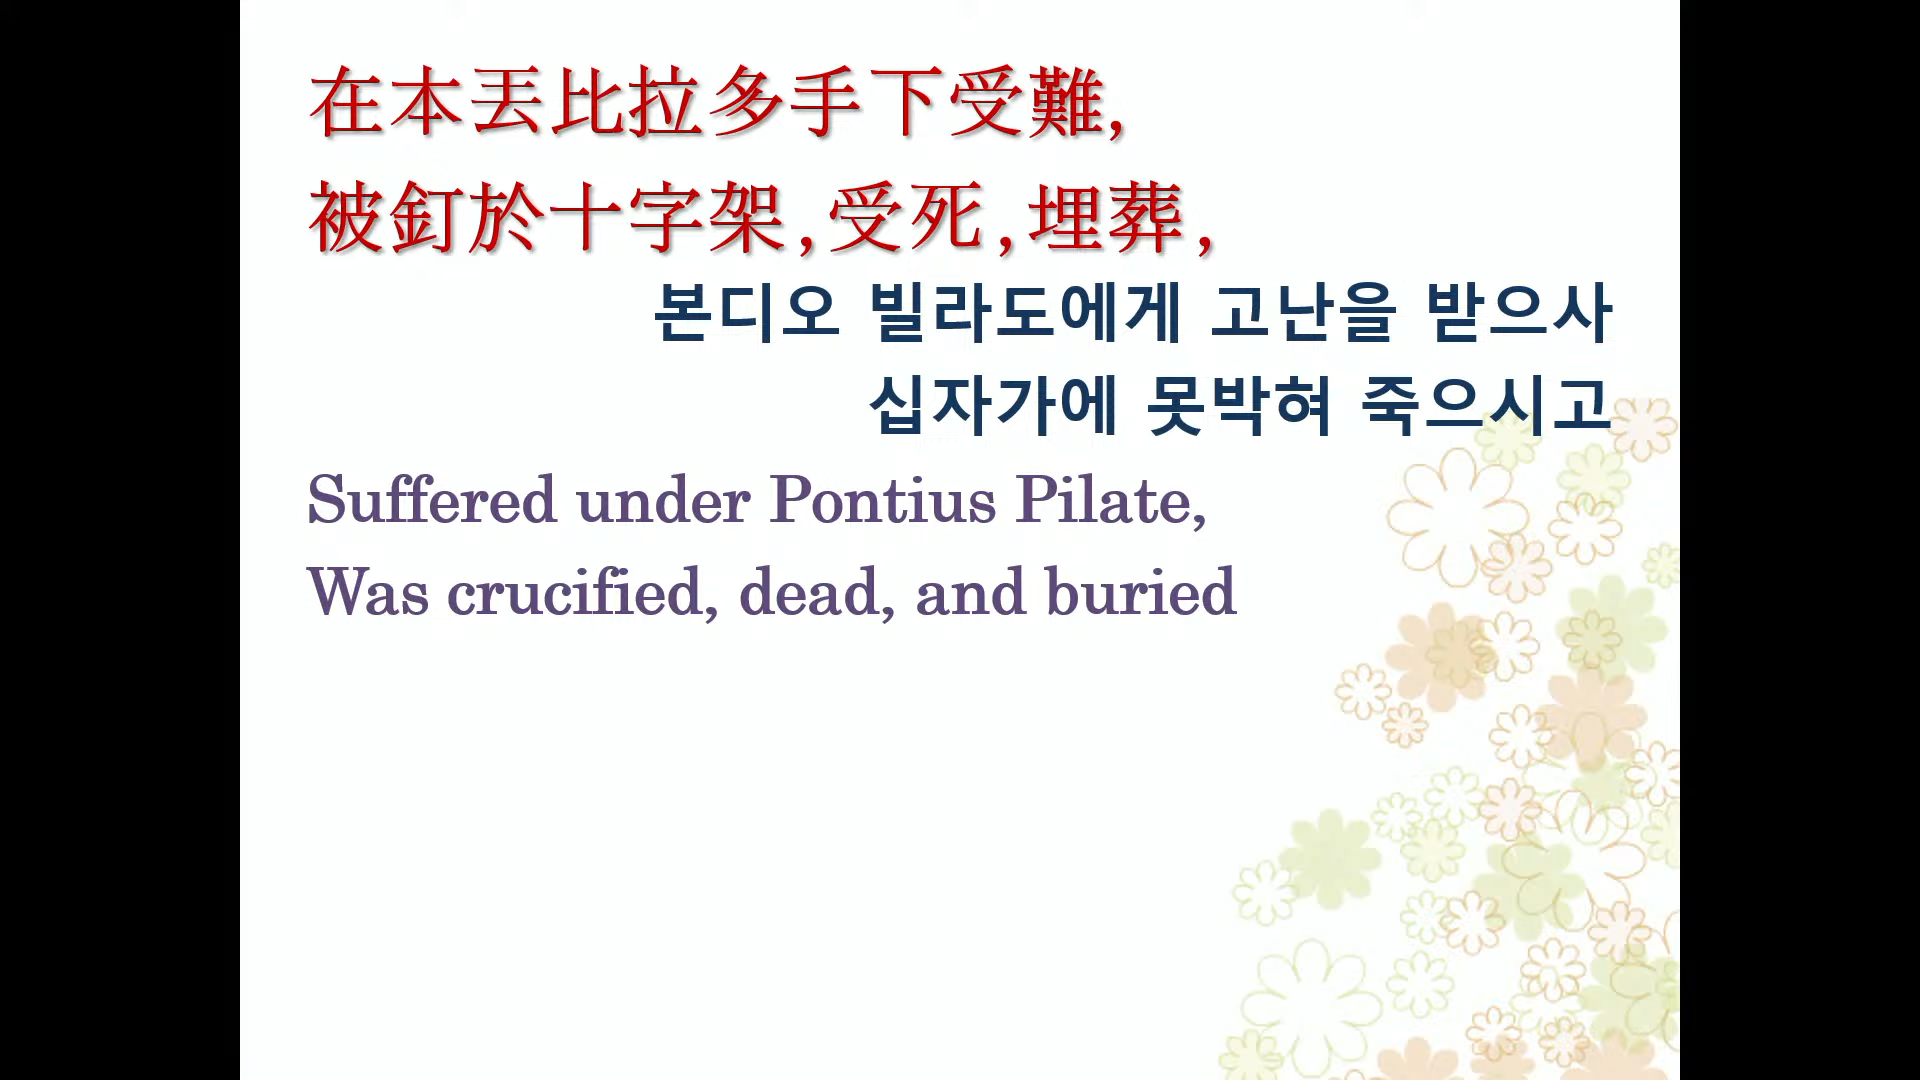 在本丟比拉多手下受難,
被釘於十字架,受死,埋葬,
본디오 빌라도에게 고난을 받으사
십자가에 못박혀 죽으시고
Suffered under Pontius Pilate,
Was crucified, dead, and buried